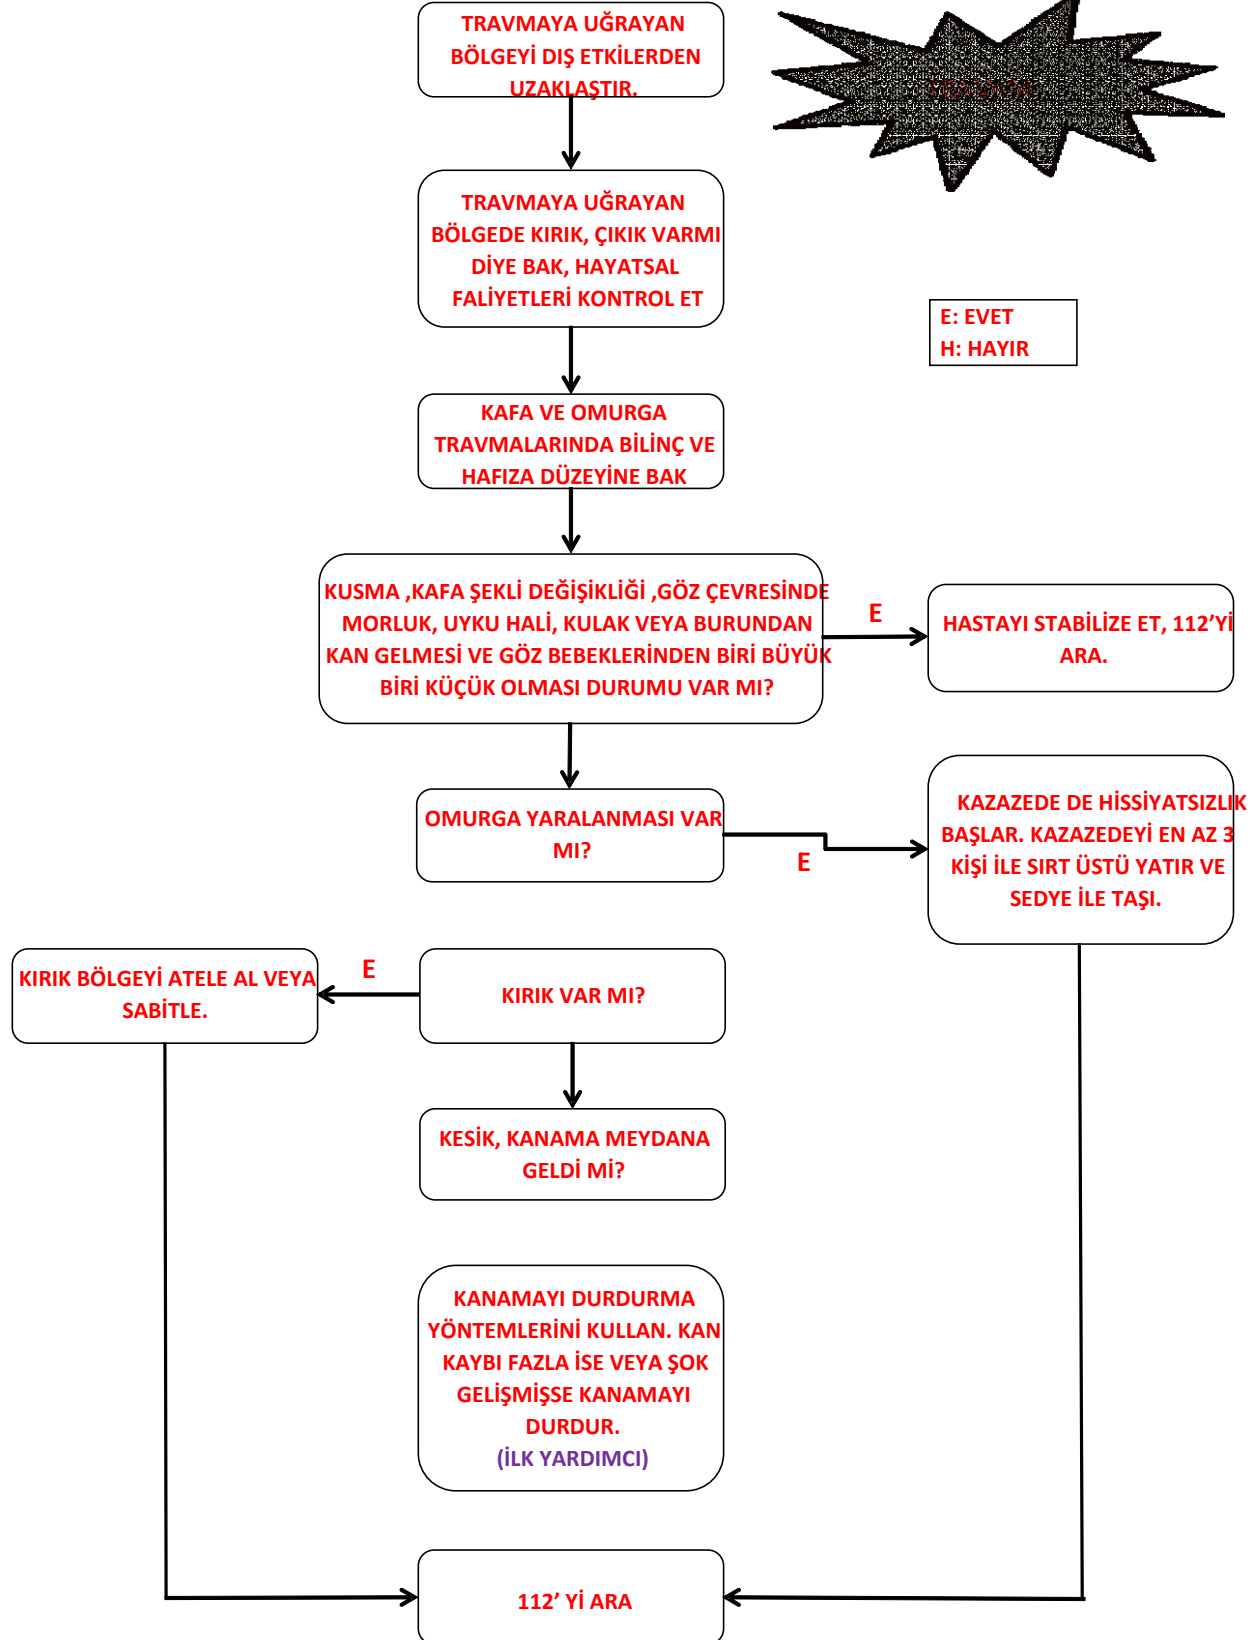 TRAVMAYA UĞRAYAN
BÖLGEYİ DIŞ ETKİLERDEN
UZAKLAŞTIR.
TRAVMAYA UĞRAYAN
BÖLGEDE KIRIK, ÇIKIK VARMI
DİYE BAK, HAYATSAL
FALİYETLERİ KONTROL ET
E: EVET
H: HAYIR
KAFA VE OMURGA
TRAVMALARINDA BİLİNÇ VE
HAFIZA DÜZEYİNE BAK
KUSMA ,KAFA ŞEKLİ DEĞİŞİKLİĞİ ,GÖZ ÇEVRESİNDE
MORLUK, UYKU HALİ, KULAK VEYA BURUNDAN
KAN GELMESİ VE GÖZ BEBEKLERİNDEN BİRİ BÜYÜK
BİRİ KÜÇÜK OLMASI DURUMU VAR MI?
E
HASTAYI STABİLİZE ET, 112’Yİ
ARA.
OMURGA YARALANMASI VAR
MI?
E
KAZAZEDE DE HİSSİYATSIZLIK
BAŞLAR. KAZAZEDEYİ EN AZ 3
KİŞİ İLE SIRT ÜSTÜ YATIR VE
SEDYE İLE TAŞI.
KIRIK BÖLGEYİ ATELE AL VEYA
SABİTLE.
E
KIRIK VAR MI?
KESİK, KANAMA MEYDANA
GELDİ Mİ?
KANAMAYI DURDURMA
YÖNTEMLERİNİ KULLAN. KAN
KAYBI FAZLA İSE VEYA ŞOK
GELİŞMİŞSE KANAMAYI
DURDUR.
(İLK YARDIMCI)
112’ Yİ ARA